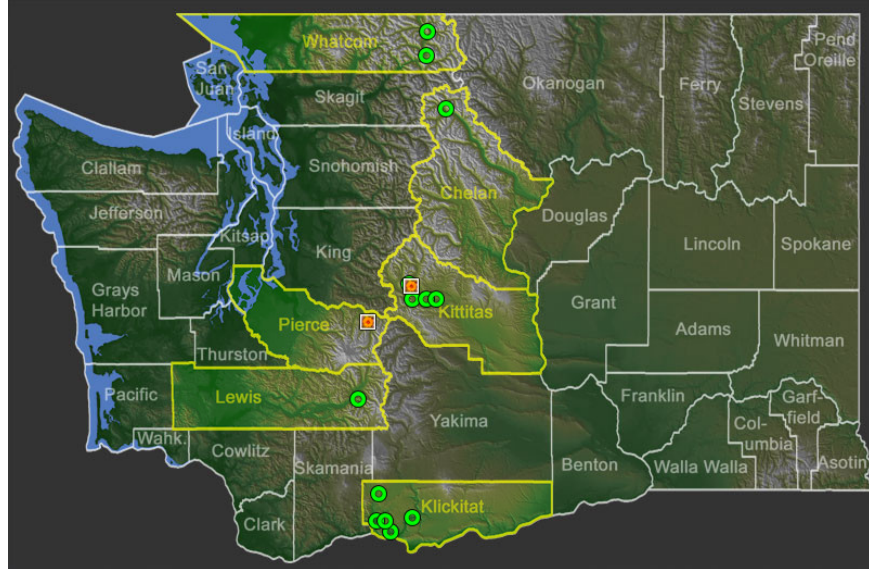 Whatcom
Pend
Oreille
San
Juan
Okanogan
Ferry
Stevens
Skagit
Island
Snohomish
Clallam
Chelan
Jefferson
Douglas
Kitsap
King
Lincoln
Spokane
Mason
Grays
Harbor
Grant
Kittitas
Pierce
Adams
Whitman
Thurston
Pacific
Lewis
Yakima
Franklin
Garf-
field
Col-
umbia
Wahk.
Cowlitz
Skamania
Benton
Walla Walla
Asotin
Klickitat
Clark